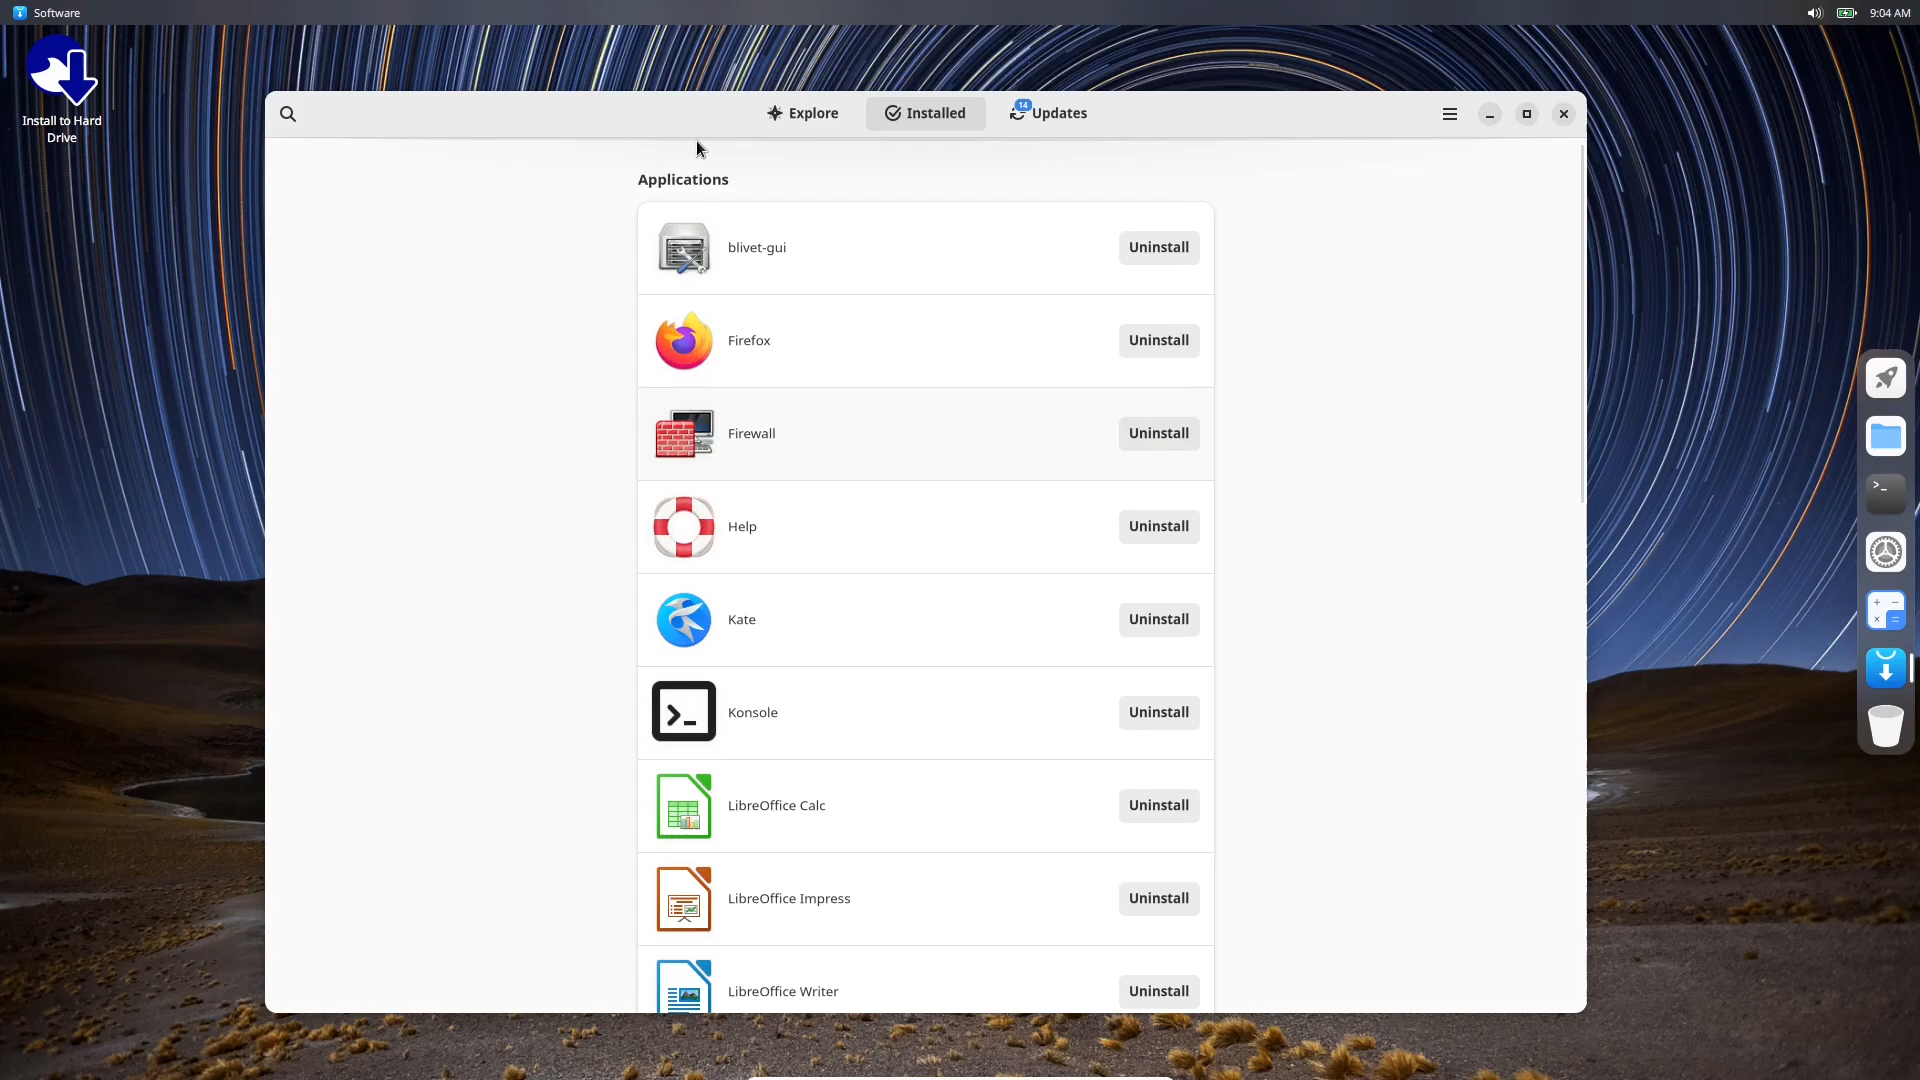 Software
9:04 AM
Install to Hard
Drive
Explore
Installed
14
Updates
Applications
blivet-gui
Uninstall
Firefox
Uninstall
Firewall
Uninstall
Help
Uninstall
Kate
Uninstall
Konsole
Uninstall
LibreOffice Calc
Uninstall
LibreOffice Impress
Uninstall
LibreOffice Writer
Uninstall